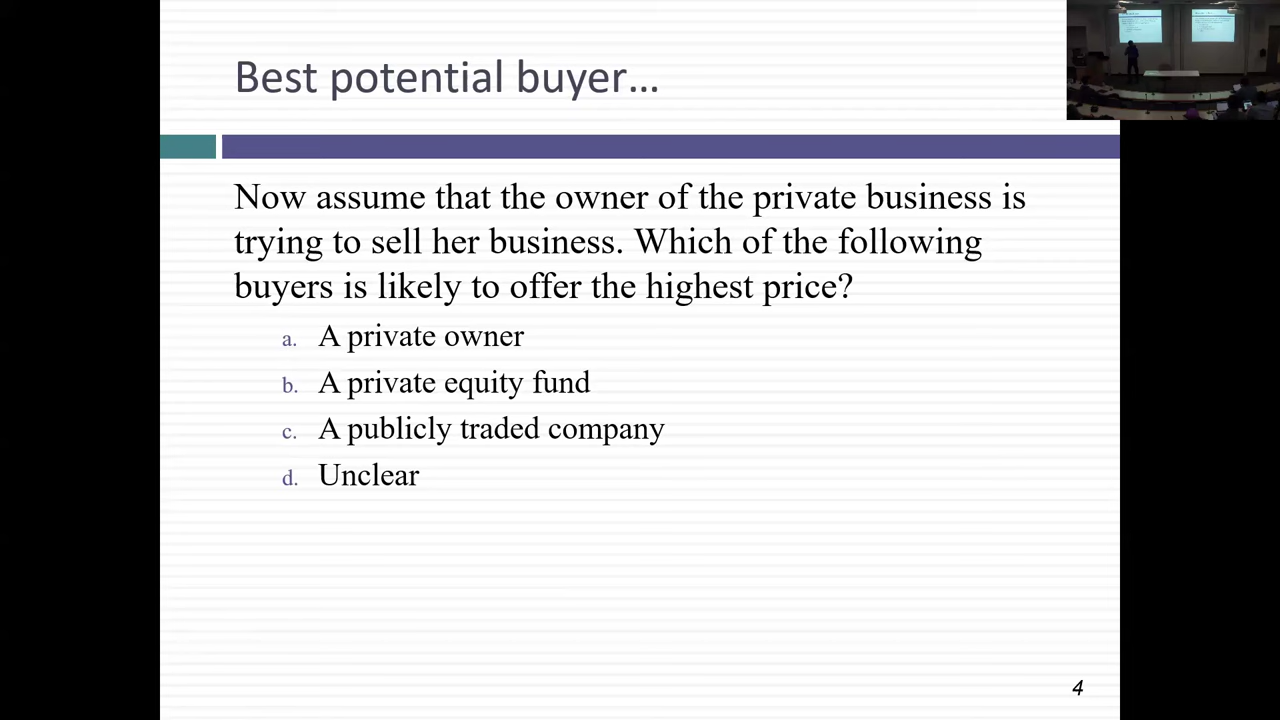 Best potential buyer…
Now assume that the owner of the private business is
trying to sell her business. Which of the following
buyers is likely to offer the highest price?
a. A private owner
b. A private equity fund
c. A publicly traded company
d. Unclear
4